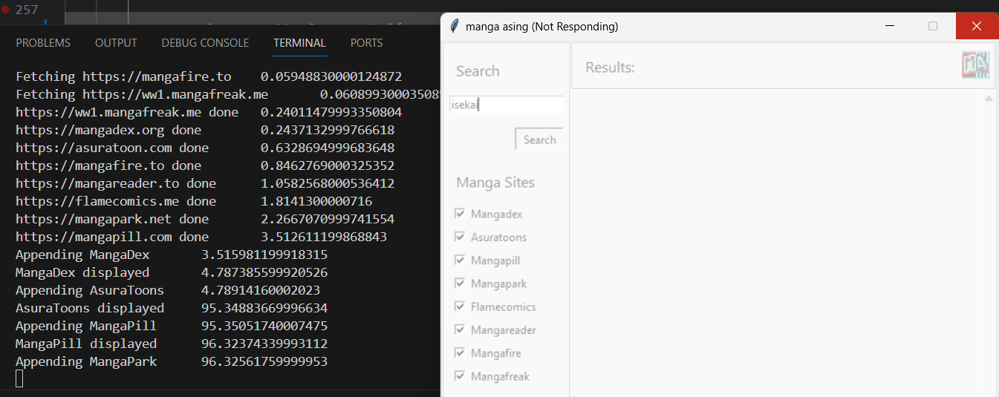 257
PROBLEMS OUTPUT DEBUG CONSOLE TERMINAL PORTS
Fetching https://mangafire.to 0.05948830000124872
Fetching https://ww1.mangafreak.me 0.0608993000350895
https://ww1.mangafreak.me done 0.24011479993350804
https://mangadex.org done 0.2437132999766618
https://asuratoon.com done 0.6328694999683648
https://mangafire.to done 0.8462769000325352
https://mangareader.to done 1.0582568000536412
https://flamecomics.me done 1.8141300000716
https://mangapark.net done 2.2667070999741554
https://mangapill.com done 3.512611199868843
Appending MangaDex 3.515981199918315
MangaDex displayed 4.787385599920526
Appending AsuraToons 4.78914160002023
AsuraToons displayed 95.34883669996634
Appending MangaPill 95.35051740007475
MangaPill displayed 96.32374339993112
Appending MangaPark 96.32561759999953
manga asing (Not Responding)
Search
isekai
Search
Manga Sites
Mangadex
Asuratoons
Mangapill
Mangapark
Flamecomics
Mangareader
Mangafire
Mangafreak
Results: